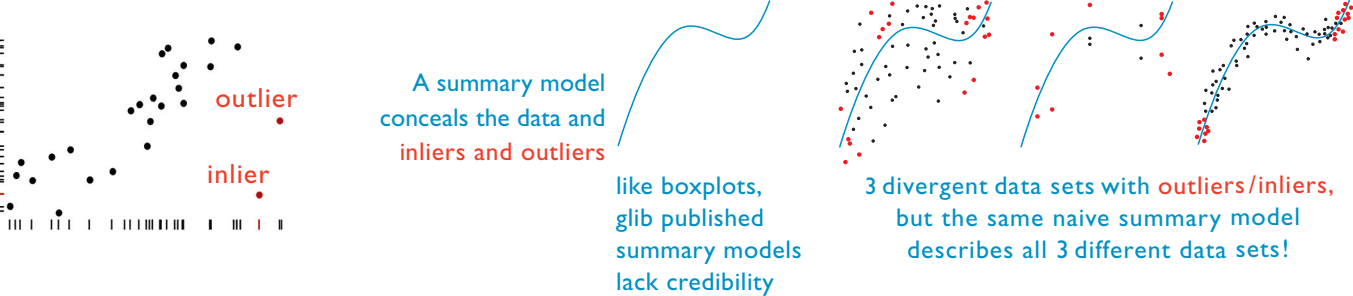 outlier
inlier
A summary model
conceals the data and
inliers and outliers
like boxplots,
glib published
summary models
lack credibility
3 divergent data sets with outliers/inliers,
but the same naive summary model
describes all 3 different data sets!